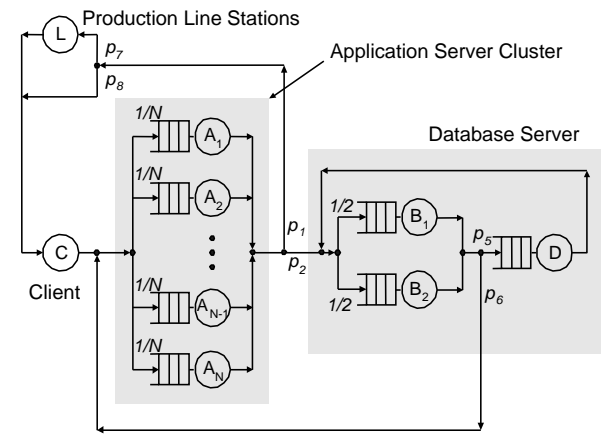 Production Line Stations
L
p7
p8
Application Server Cluster
1/N
A1
Database Server
1/N
A2
1/2
B1
p1
p5
C
p2
D
Client
p6
1/N
AN-1
1/2
B2
1/N
AN